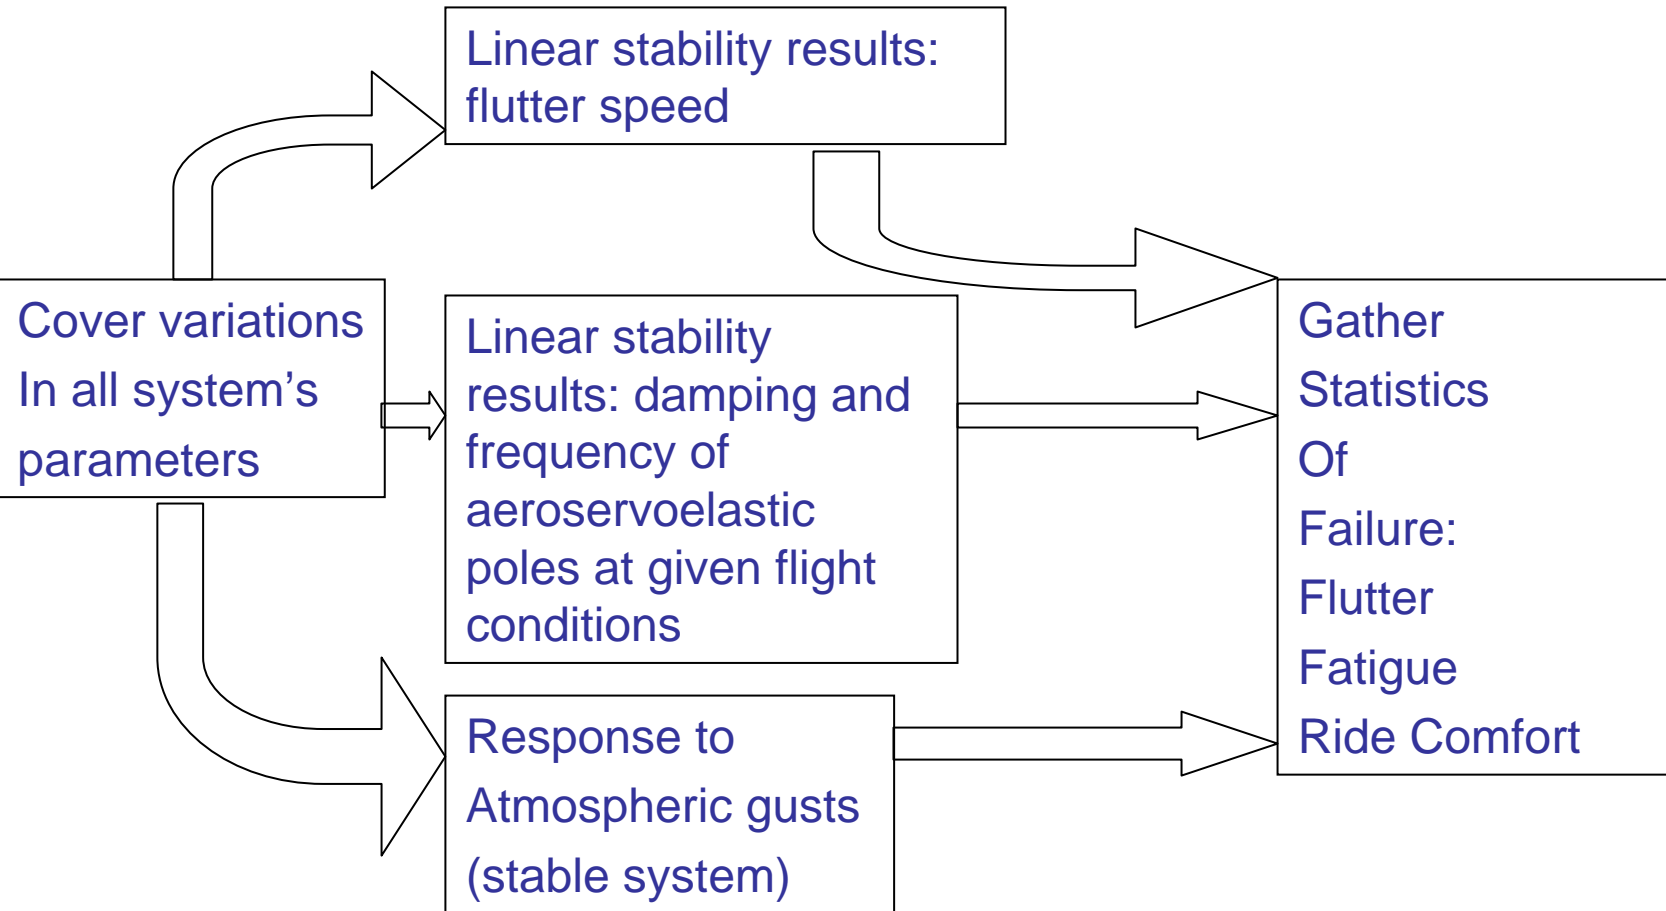 Linear stability results:
flutter speed
Cover variations
In all system’s
parameters
Linear stability
results: damping and
frequency of
aeroservoelastic
poles at given flight
conditions
Response to
Atmospheric gusts
(stable system)
Gather
Statistics
Of
Failure:
Flutter
Fatigue
Ride Comfort